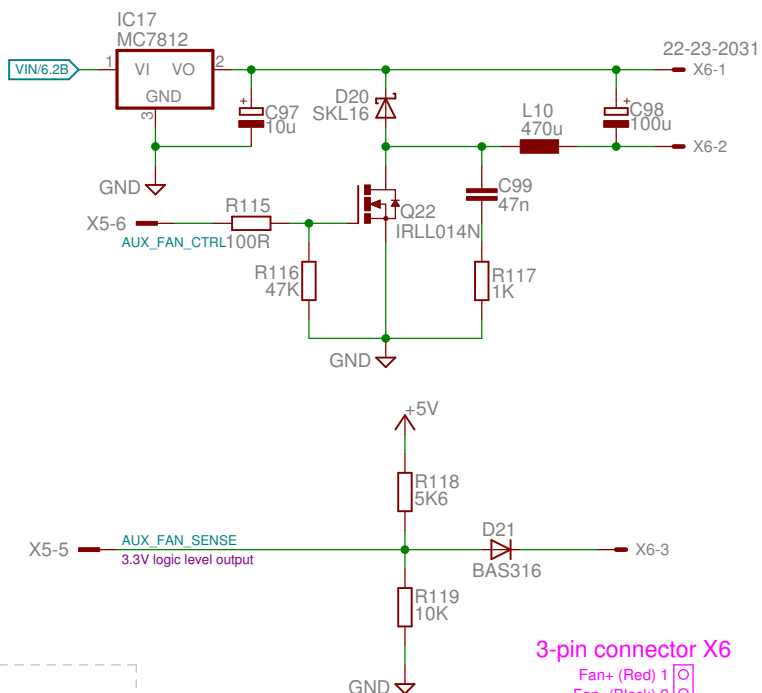 IC17
MC7812
22-23-2031
VIN/6.2B
1
VI
VO
2
X6-1
GND
3
+
C97
10u
D20
SKL16
L10
470u
+
C98
100u
X6-2
GND
C99
47n
Q22
IRLL014N
X5-6
R115
AUX_FAN_CTRL
100R
R116
47K
R117
1K
GND
+5V
R118
5K6
D21
X5-5
AUX_FAN_SENSE
3.3V logic level output
X6-3
BAS316
R119
10K
3-pin connector X6
Fan+ (Red) 1
GND